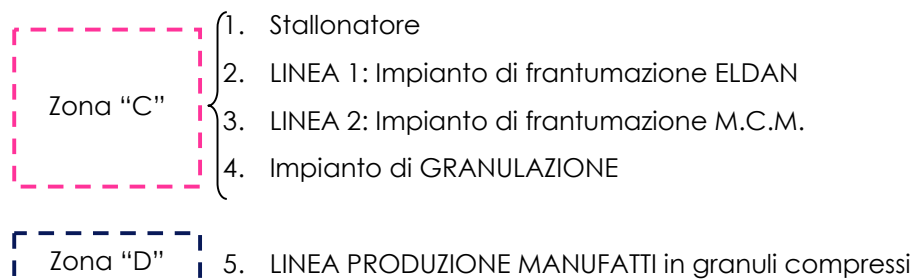 Zona “C”
1. Stallonatore
2. LINEA 1: Impianto di frantumazione ELDAN
3. LINEA 2: Impianto di frantumazione M.C.M.
4. Impianto di GRANULAZIONE
Zona “D”
5. LINEA PRODUZIONE MANUFATTI in granuli compressi